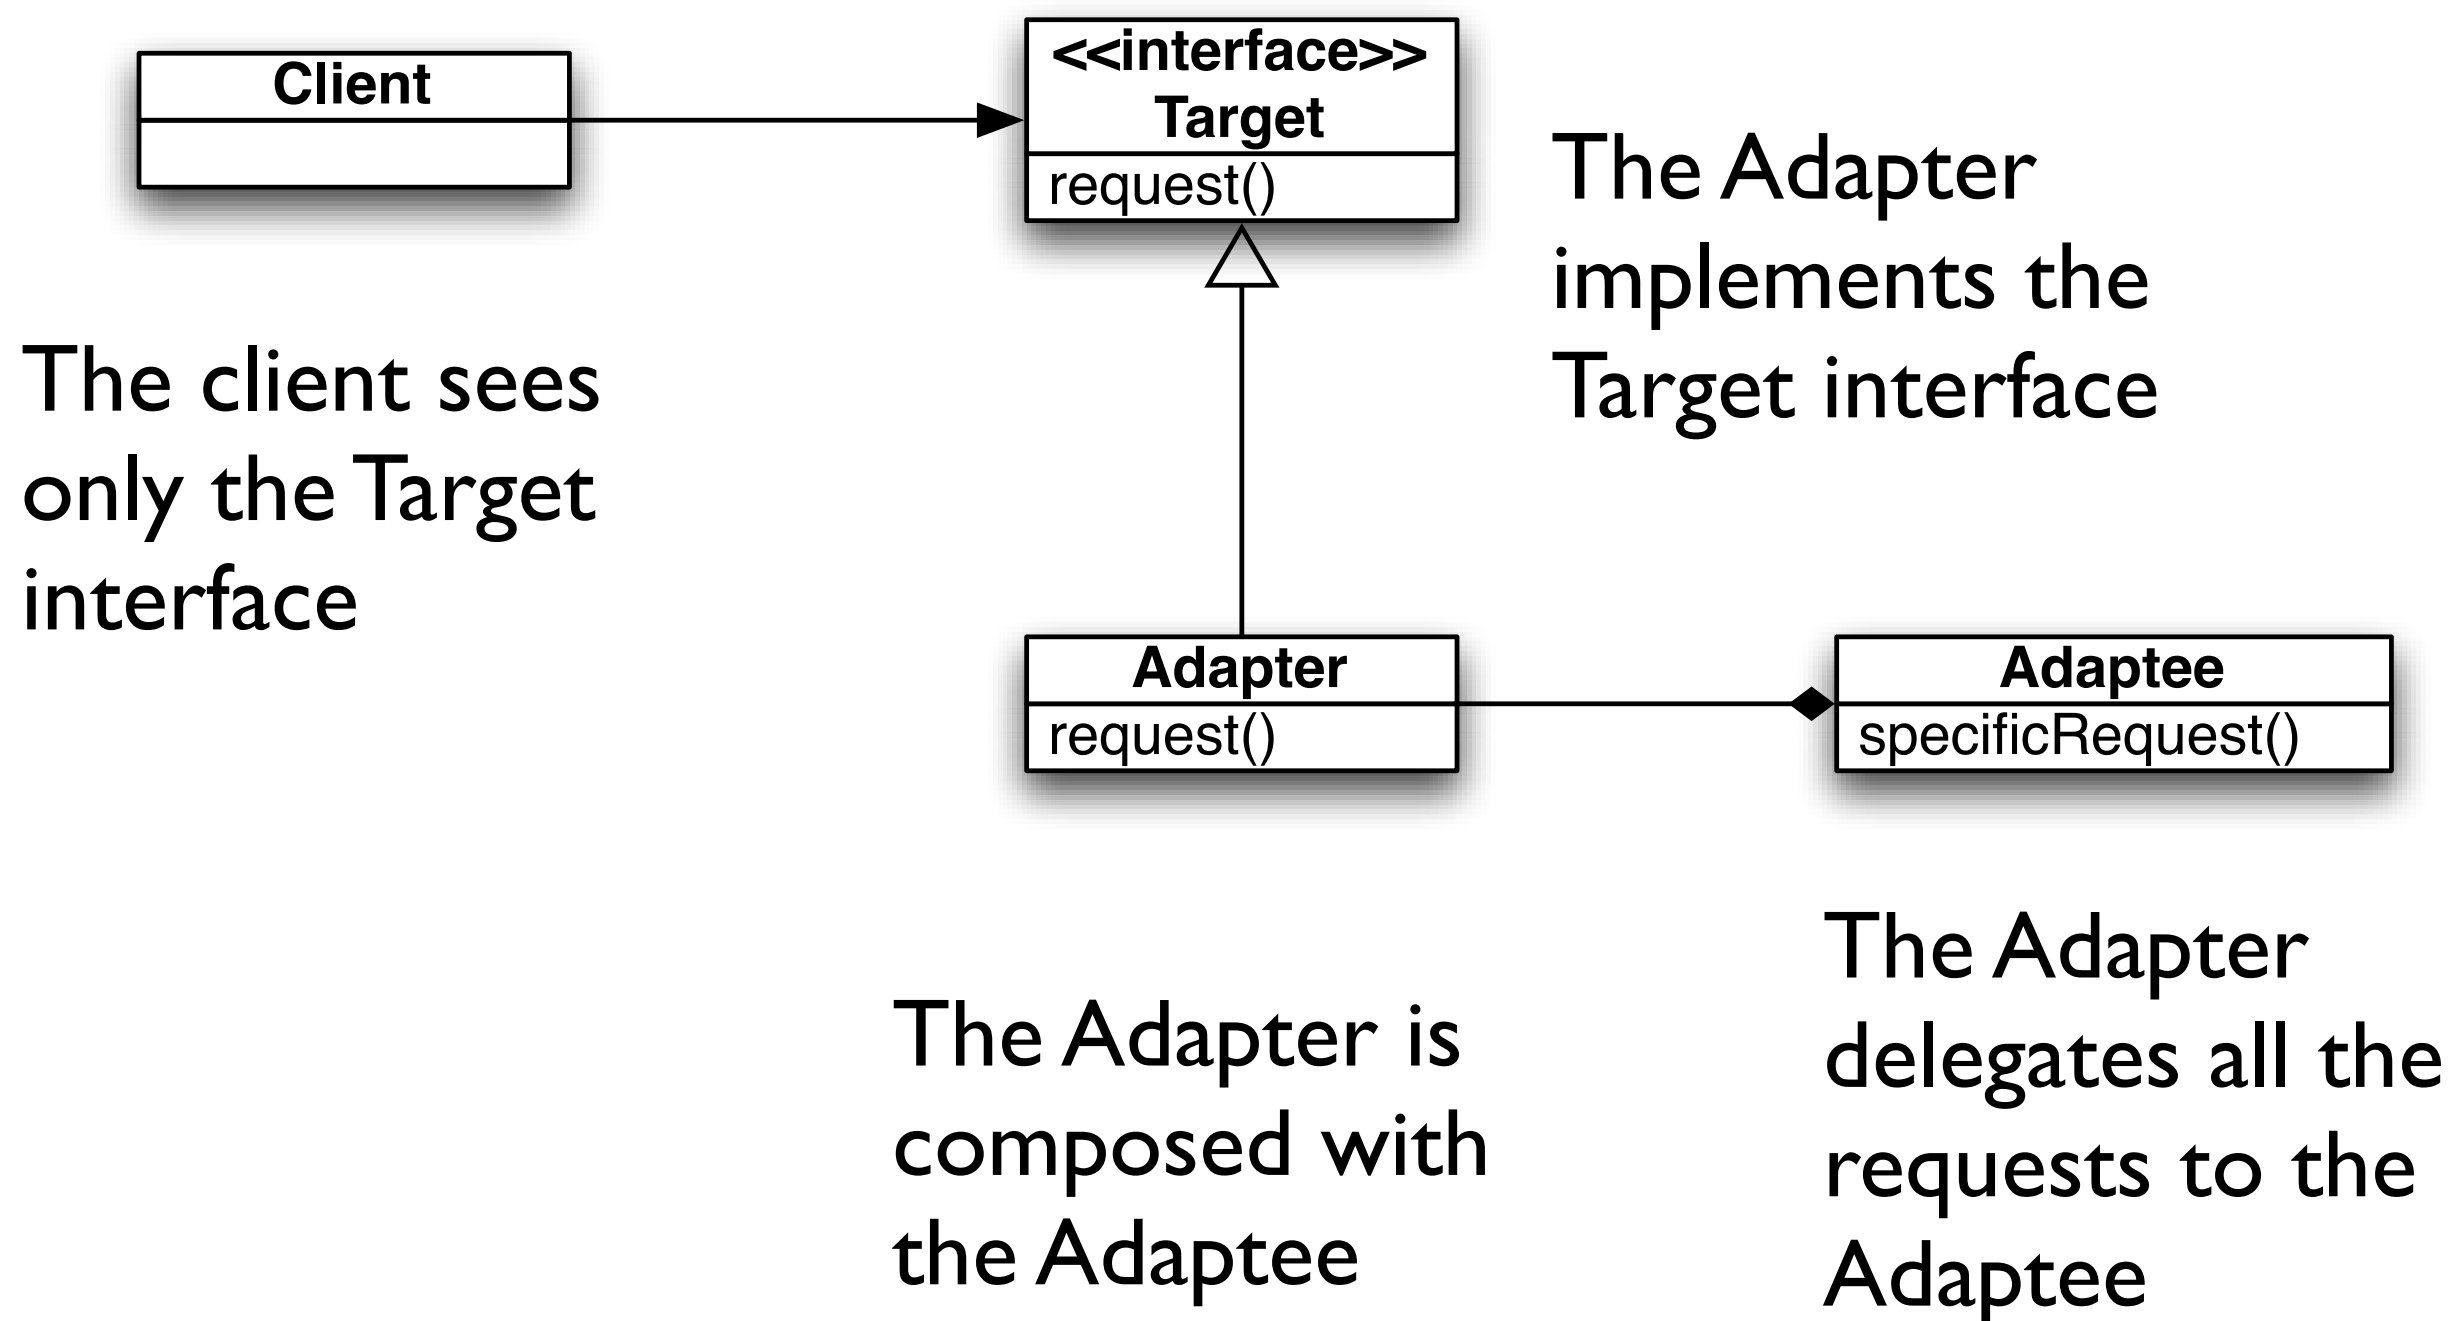 Client
<<interface>>
Target
request()
The Adapter
implements the
Target interface
The client sees
only the Target
interface
Adapter
request()
Adaptee
specificRequest()
The Adapter is
composed with
the Adaptee
The Adapter
delegates all the
requests to the
Adaptee